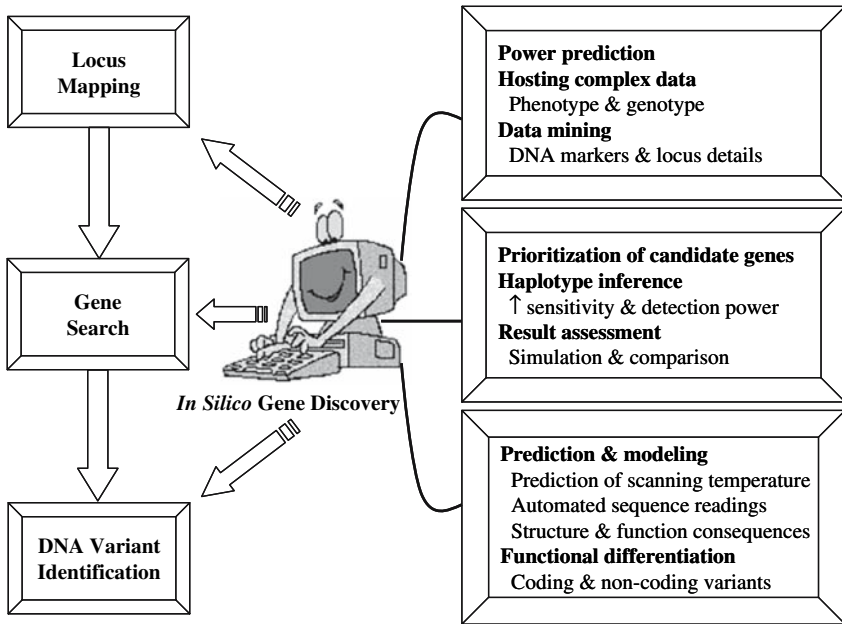 Locus
Mapping
Gene
Search
DNA Variant
Identification
In Silico Gene Discovery
Power prediction
Hosting complex data
Phenotype & genotype
Data mining
DNA markers & locus details
Prioritization of candidate genes
Haplotype inference
↑ sensitivity & detection power
Result assessment
Simulation & comparison
Prediction & modeling
Prediction of scanning temperature
Automated sequence readings
Structure & function consequences
Functional differentiation
Coding & non-coding variants